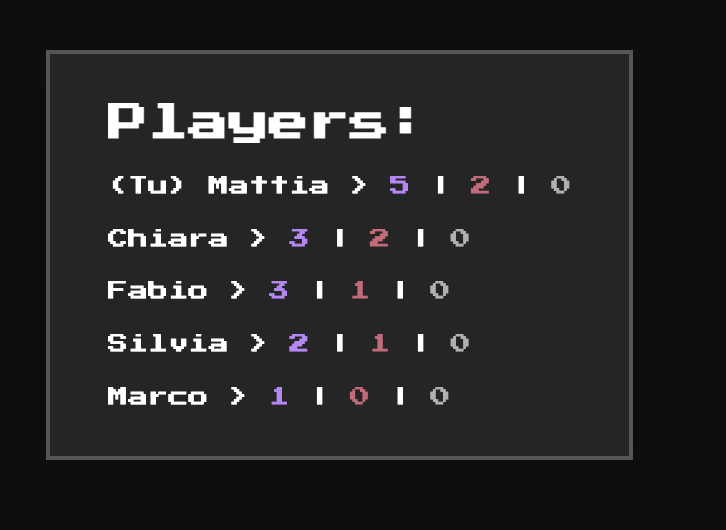 Players:
(Tu) Mattia > 5 | 2 | 0
Chiara > 3 | 2 | 0
Fabio > 3 | 1 | 0
Silvia > 2 | 1 | 0
Marco > 1 | 0 | 0